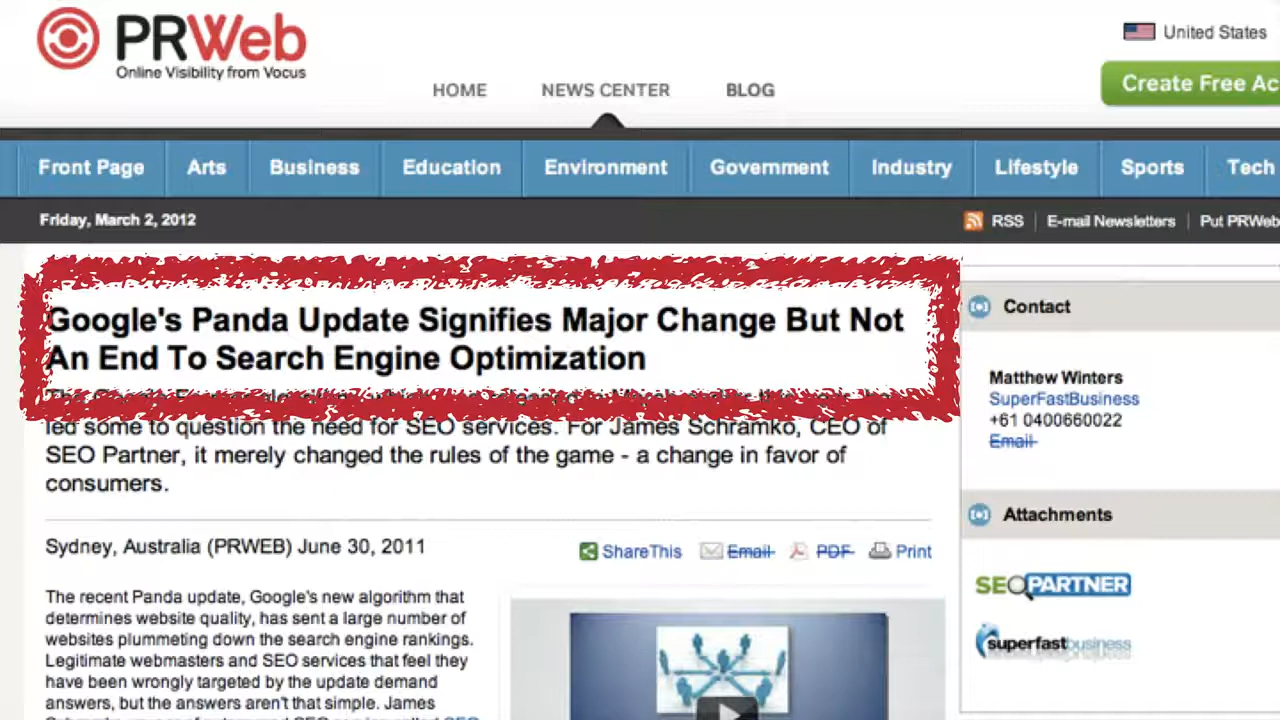 PRWeb
Online Visibility from Vocus
United States
HOME NEWS CENTER BLOG
Create Free Ac
Front Page Arts Business Education Environment Government Industry Lifestyle Sports Tech
Friday, March 2, 2012
RSS E-mail Newsletters Put PRWeb
Google's Panda Update Signifies Major Change But Not
An End To Search Engine Optimization
led some to question the need for SEO services. For James Schramko, CEO of
SEO Partner, it merely changed the rules of the game - a change in favor of
consumers.
Sydney, Australia (PRWEB) June 30, 2011
ShareThis Email PDF Print
The recent Panda update, Google's new algorithm that
determines website quality, has sent a large number of
websites plummeting down the search engine rankings.
Legitimate webmasters and SEO services that feel they
have been wrongly targeted by the update demand
answers, but the answers aren't that simple. James
Contact
Matthew Winters
SuperFastBusiness
+61 0400660022
Email
Attachments
SEOPARTNER
superfastbusiness